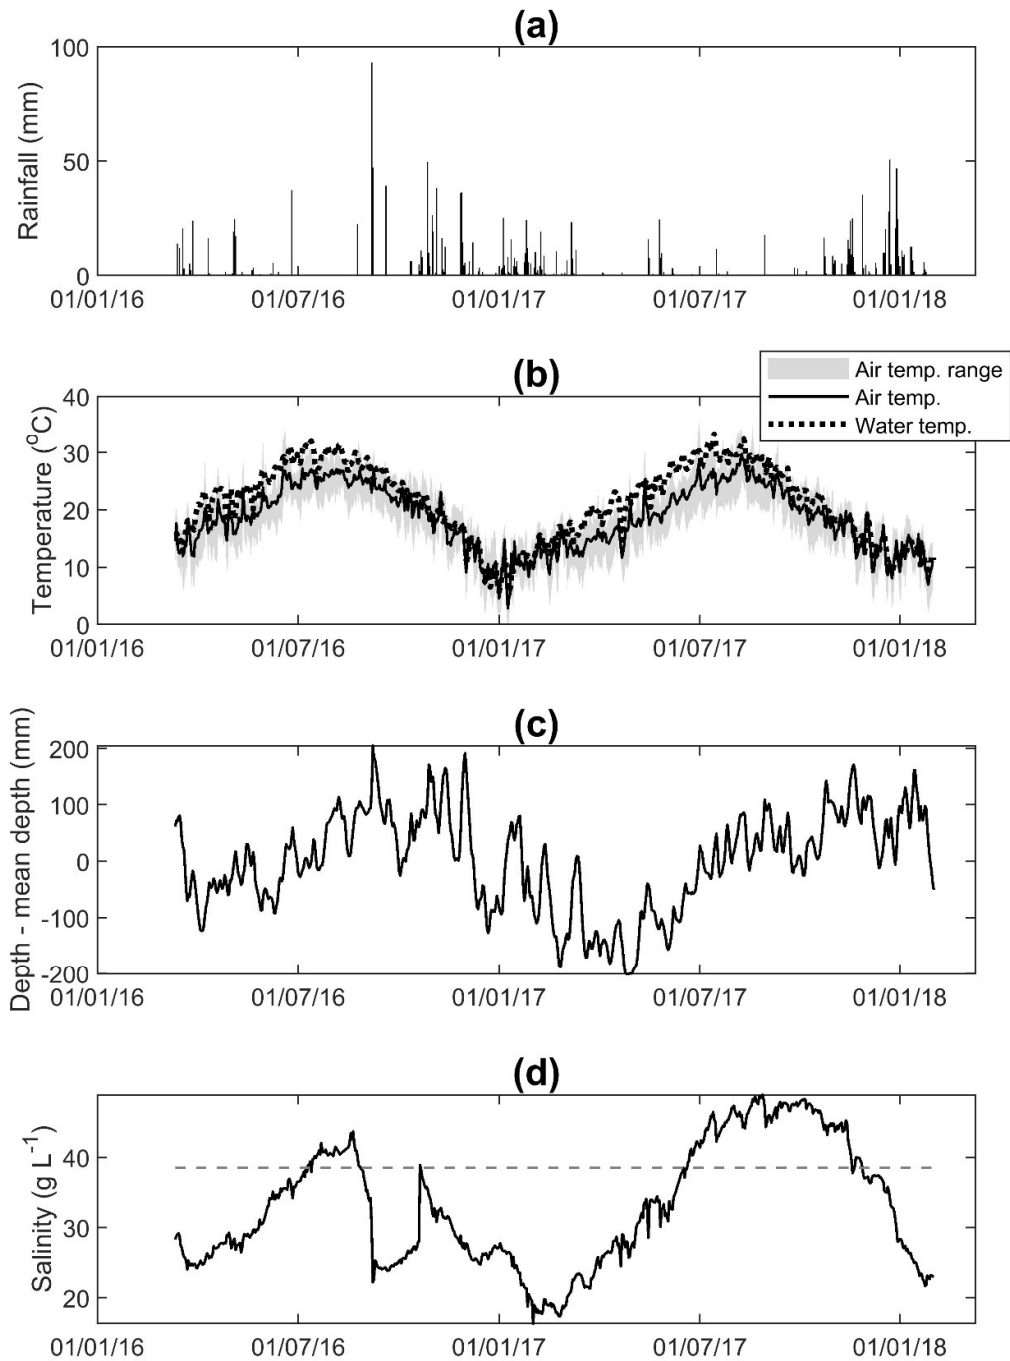 (a)
Rainfall (mm)
100
50
0
01/01/16 01/07/16 01/01/17 01/07/17 01/01/18
(b)
Air temp. range
Air temp.
Water temp.
Temperature (°C)
40
30
20
10
0
01/01/16 01/07/16 01/01/17 01/07/17 01/01/18
(c)
Depth - mean depth (mm)
200
100
0
-100
-200
01/01/16 01/07/16 01/01/17 01/07/17 01/01/18
(d)
Salinity (g L⁻¹)
40
30
20
01/01/16 01/07/16 01/01/17 01/07/17 01/01/18